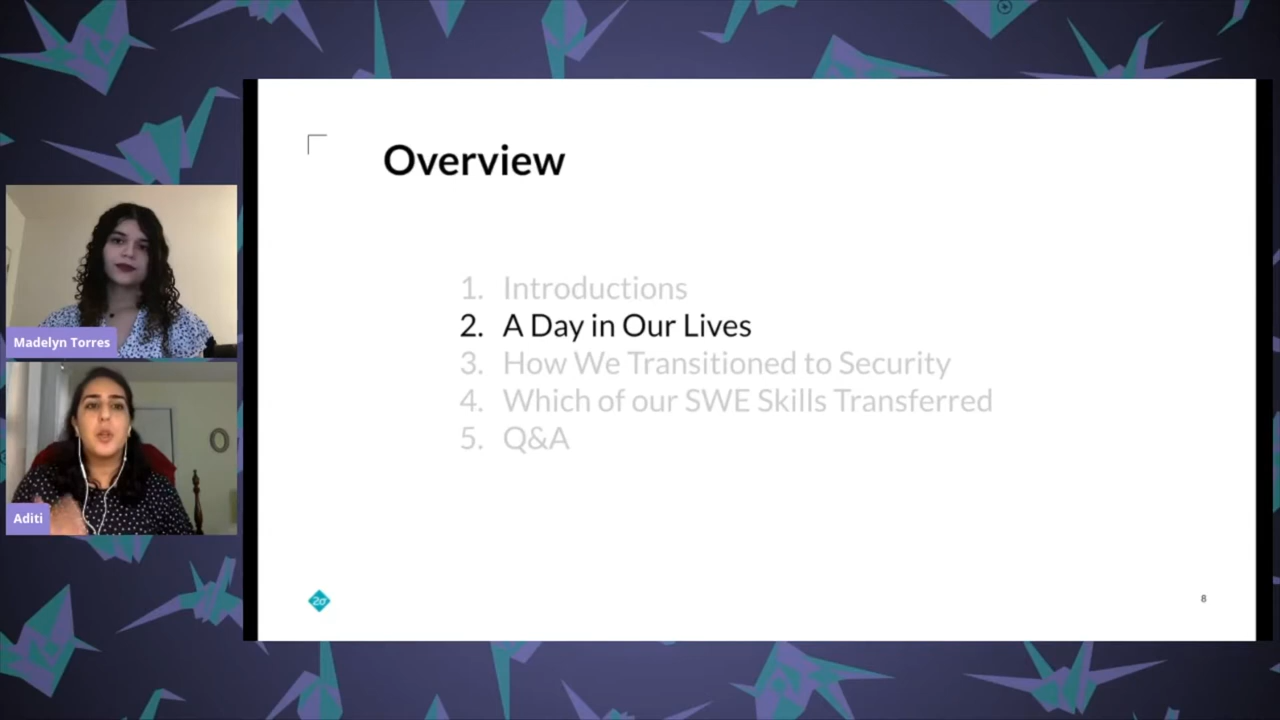 Overview
1. Introductions
2. A Day in Our Lives
3. How We Transitioned to Security
4. Which of our SWE Skills Transferred
5. Q&A
Madelyn Torres
Aditi
2σ
8